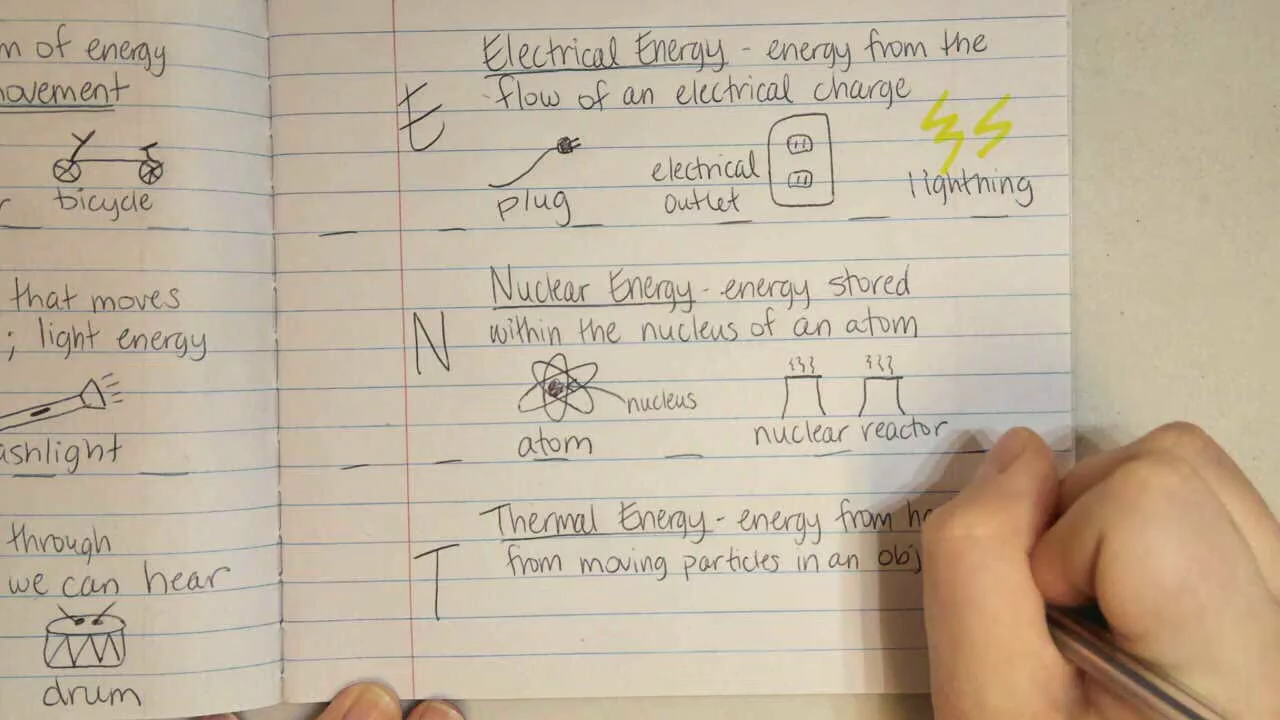 of energy
bicycle
that moves
; light energy
through
we can hear
drum
E
Electrical Energy - energy from the
flow of an electrical charge
plug
electrical
outlet
lightning
N
Nuclear Energy - energy stored
within the nucleus of an atom
nucleus
atom
nuclear reactor
T
Thermal Energy - energy from
from moving particles in an